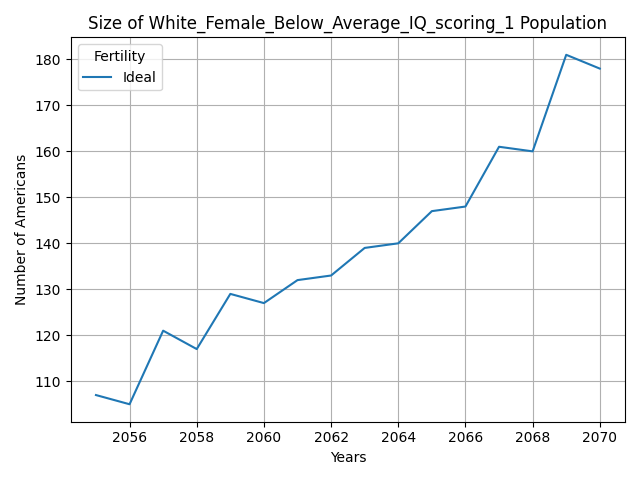 Size of White_Female_Below_Average_IQ_scoring_1 Population
Fertility
Ideal
Number of Americans
180
170
160
150
140
130
120
110
2056 2058 2060 2062 2064 2066 2068 2070
Years